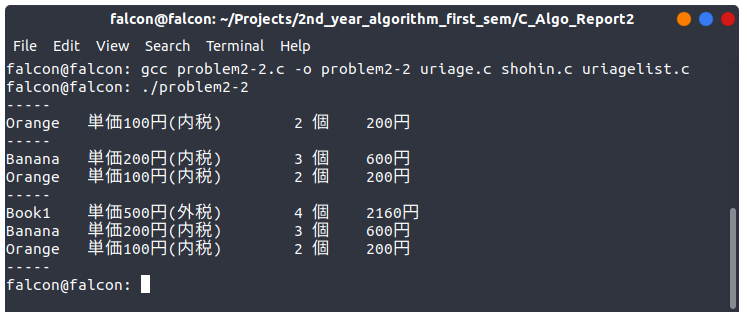 falcon@falcon: ~/Projects/2nd_year_algorithm_first_sem/C_Algo_Report2
File Edit View Search Terminal Help
falcon@falcon: gcc problem2-2.c -o problem2-2 uriage.c shohin.c uriagelist.c
falcon@falcon: ./problem2-2
-----
Orange 単価100円(内税) 2 個 200円
-----
Banana 単価200円(内税) 3 個 600円
Orange 単価100円(内税) 2 個 200円
-----
Book1 単価500円(外税) 4 個 2160円
Banana 単価200円(内税) 3 個 600円
Orange 単価100円(内税) 2 個 200円
-----
falcon@falcon: